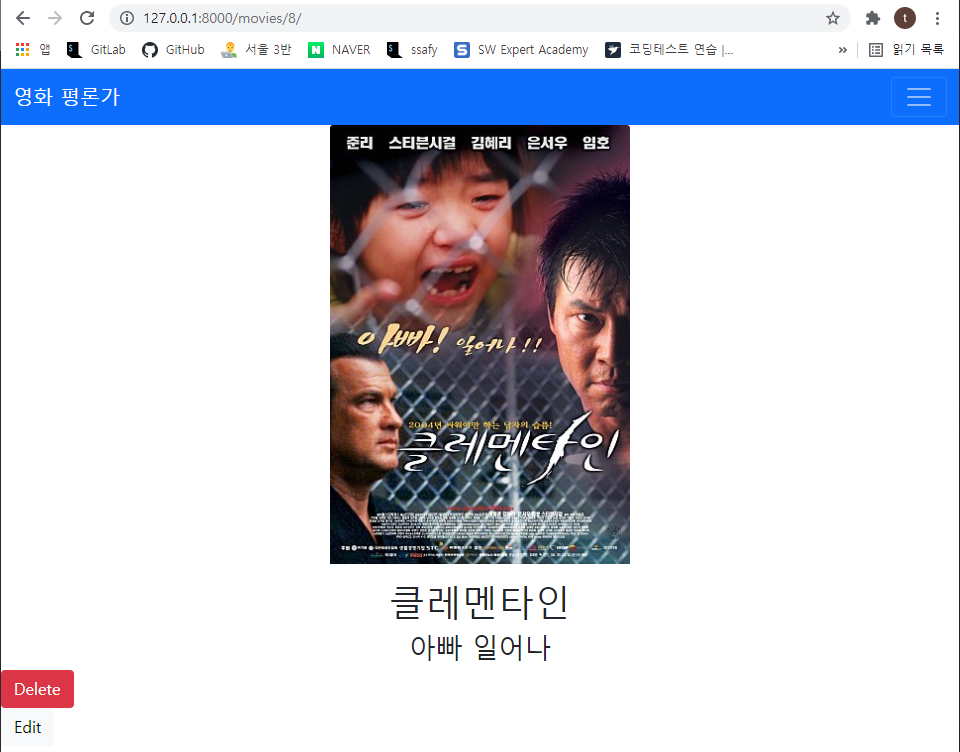 127.0.0.1:8000/movies/8/
t
앱 GitLab GitHub 서울 3반 NAVER ssafy SW Expert Academy 코딩테스트 연습 |... » 읽기 목록
영화 평론가
준리 스티븐시걸 김혜리 은서우 임호
아빠! 일어나!!
2004년 싸워야만 하는 남자의 슬픔!
클레멘타인
클레멘타인
아빠 일어나
Delete
Edit